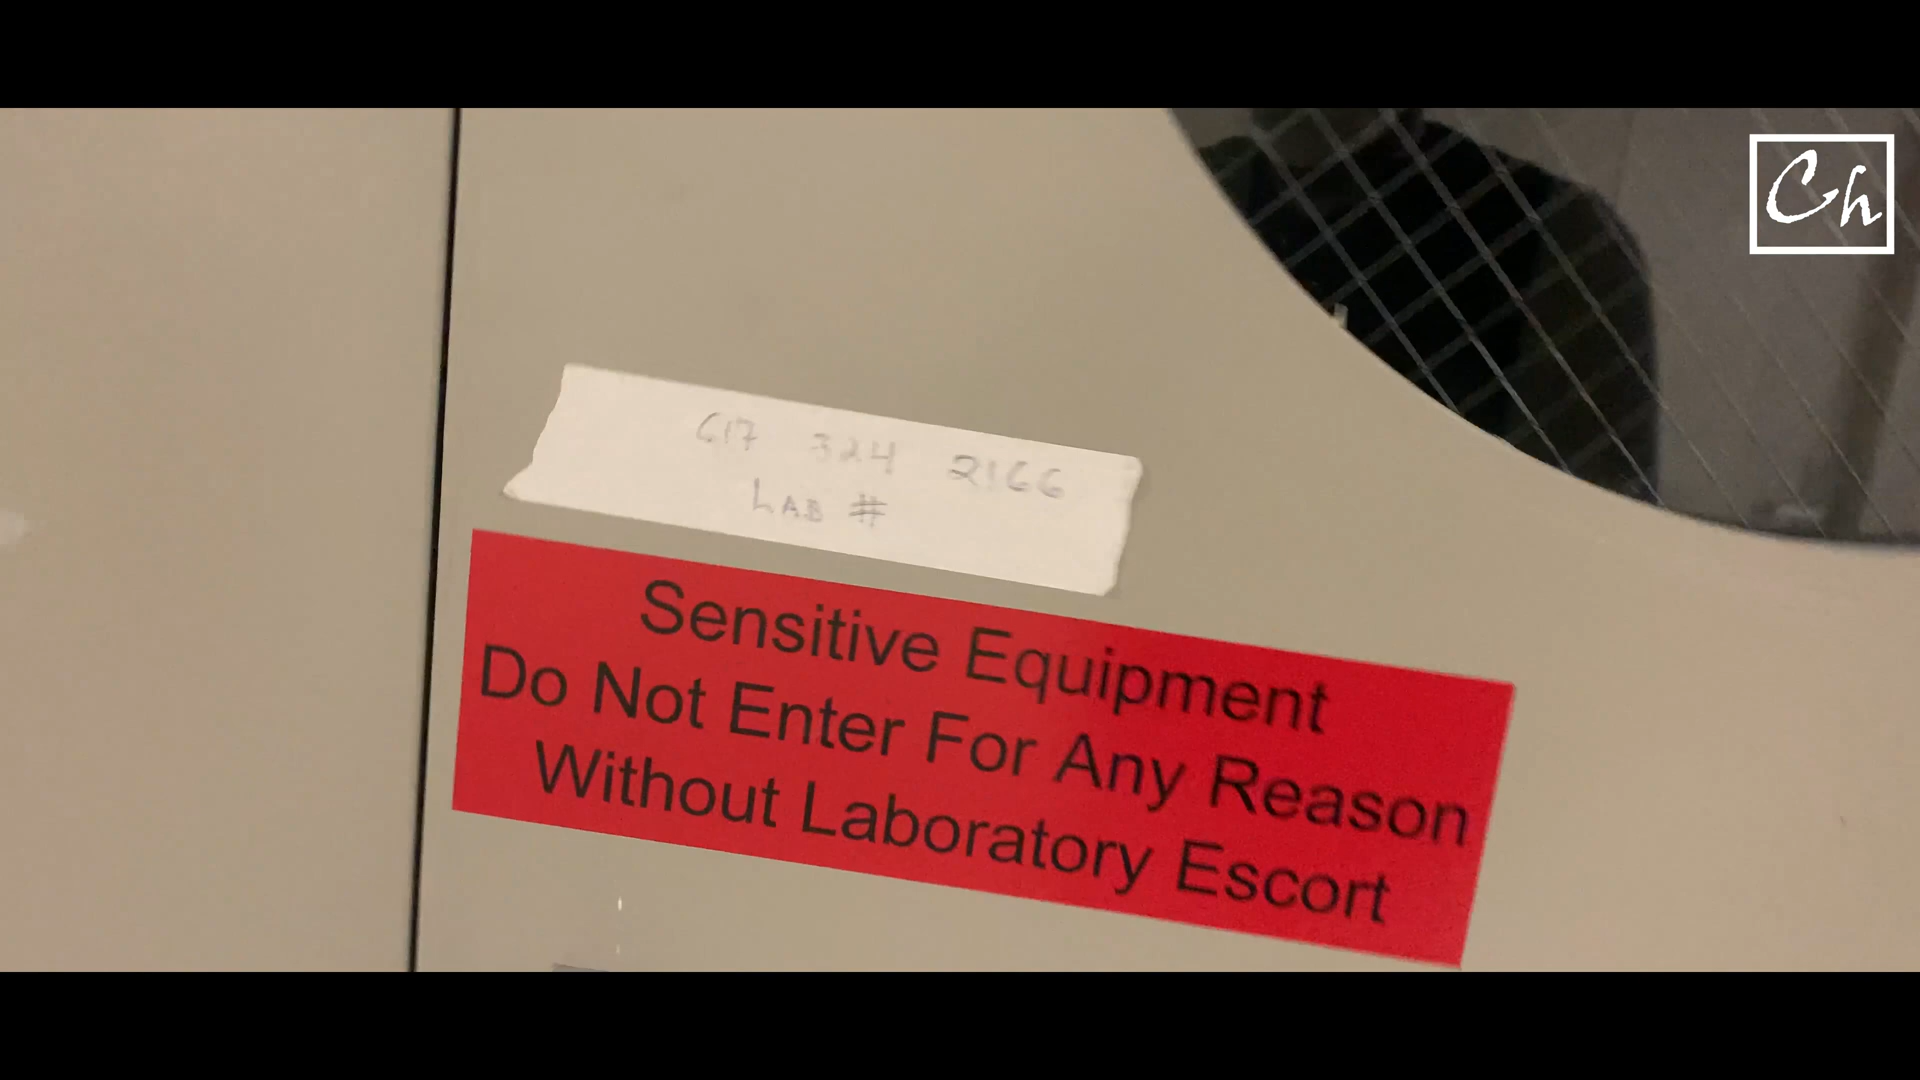 Ch
617 324 2166
LAB #
Sensitive Equipment
Do Not Enter For Any Reason
Without Laboratory Escort